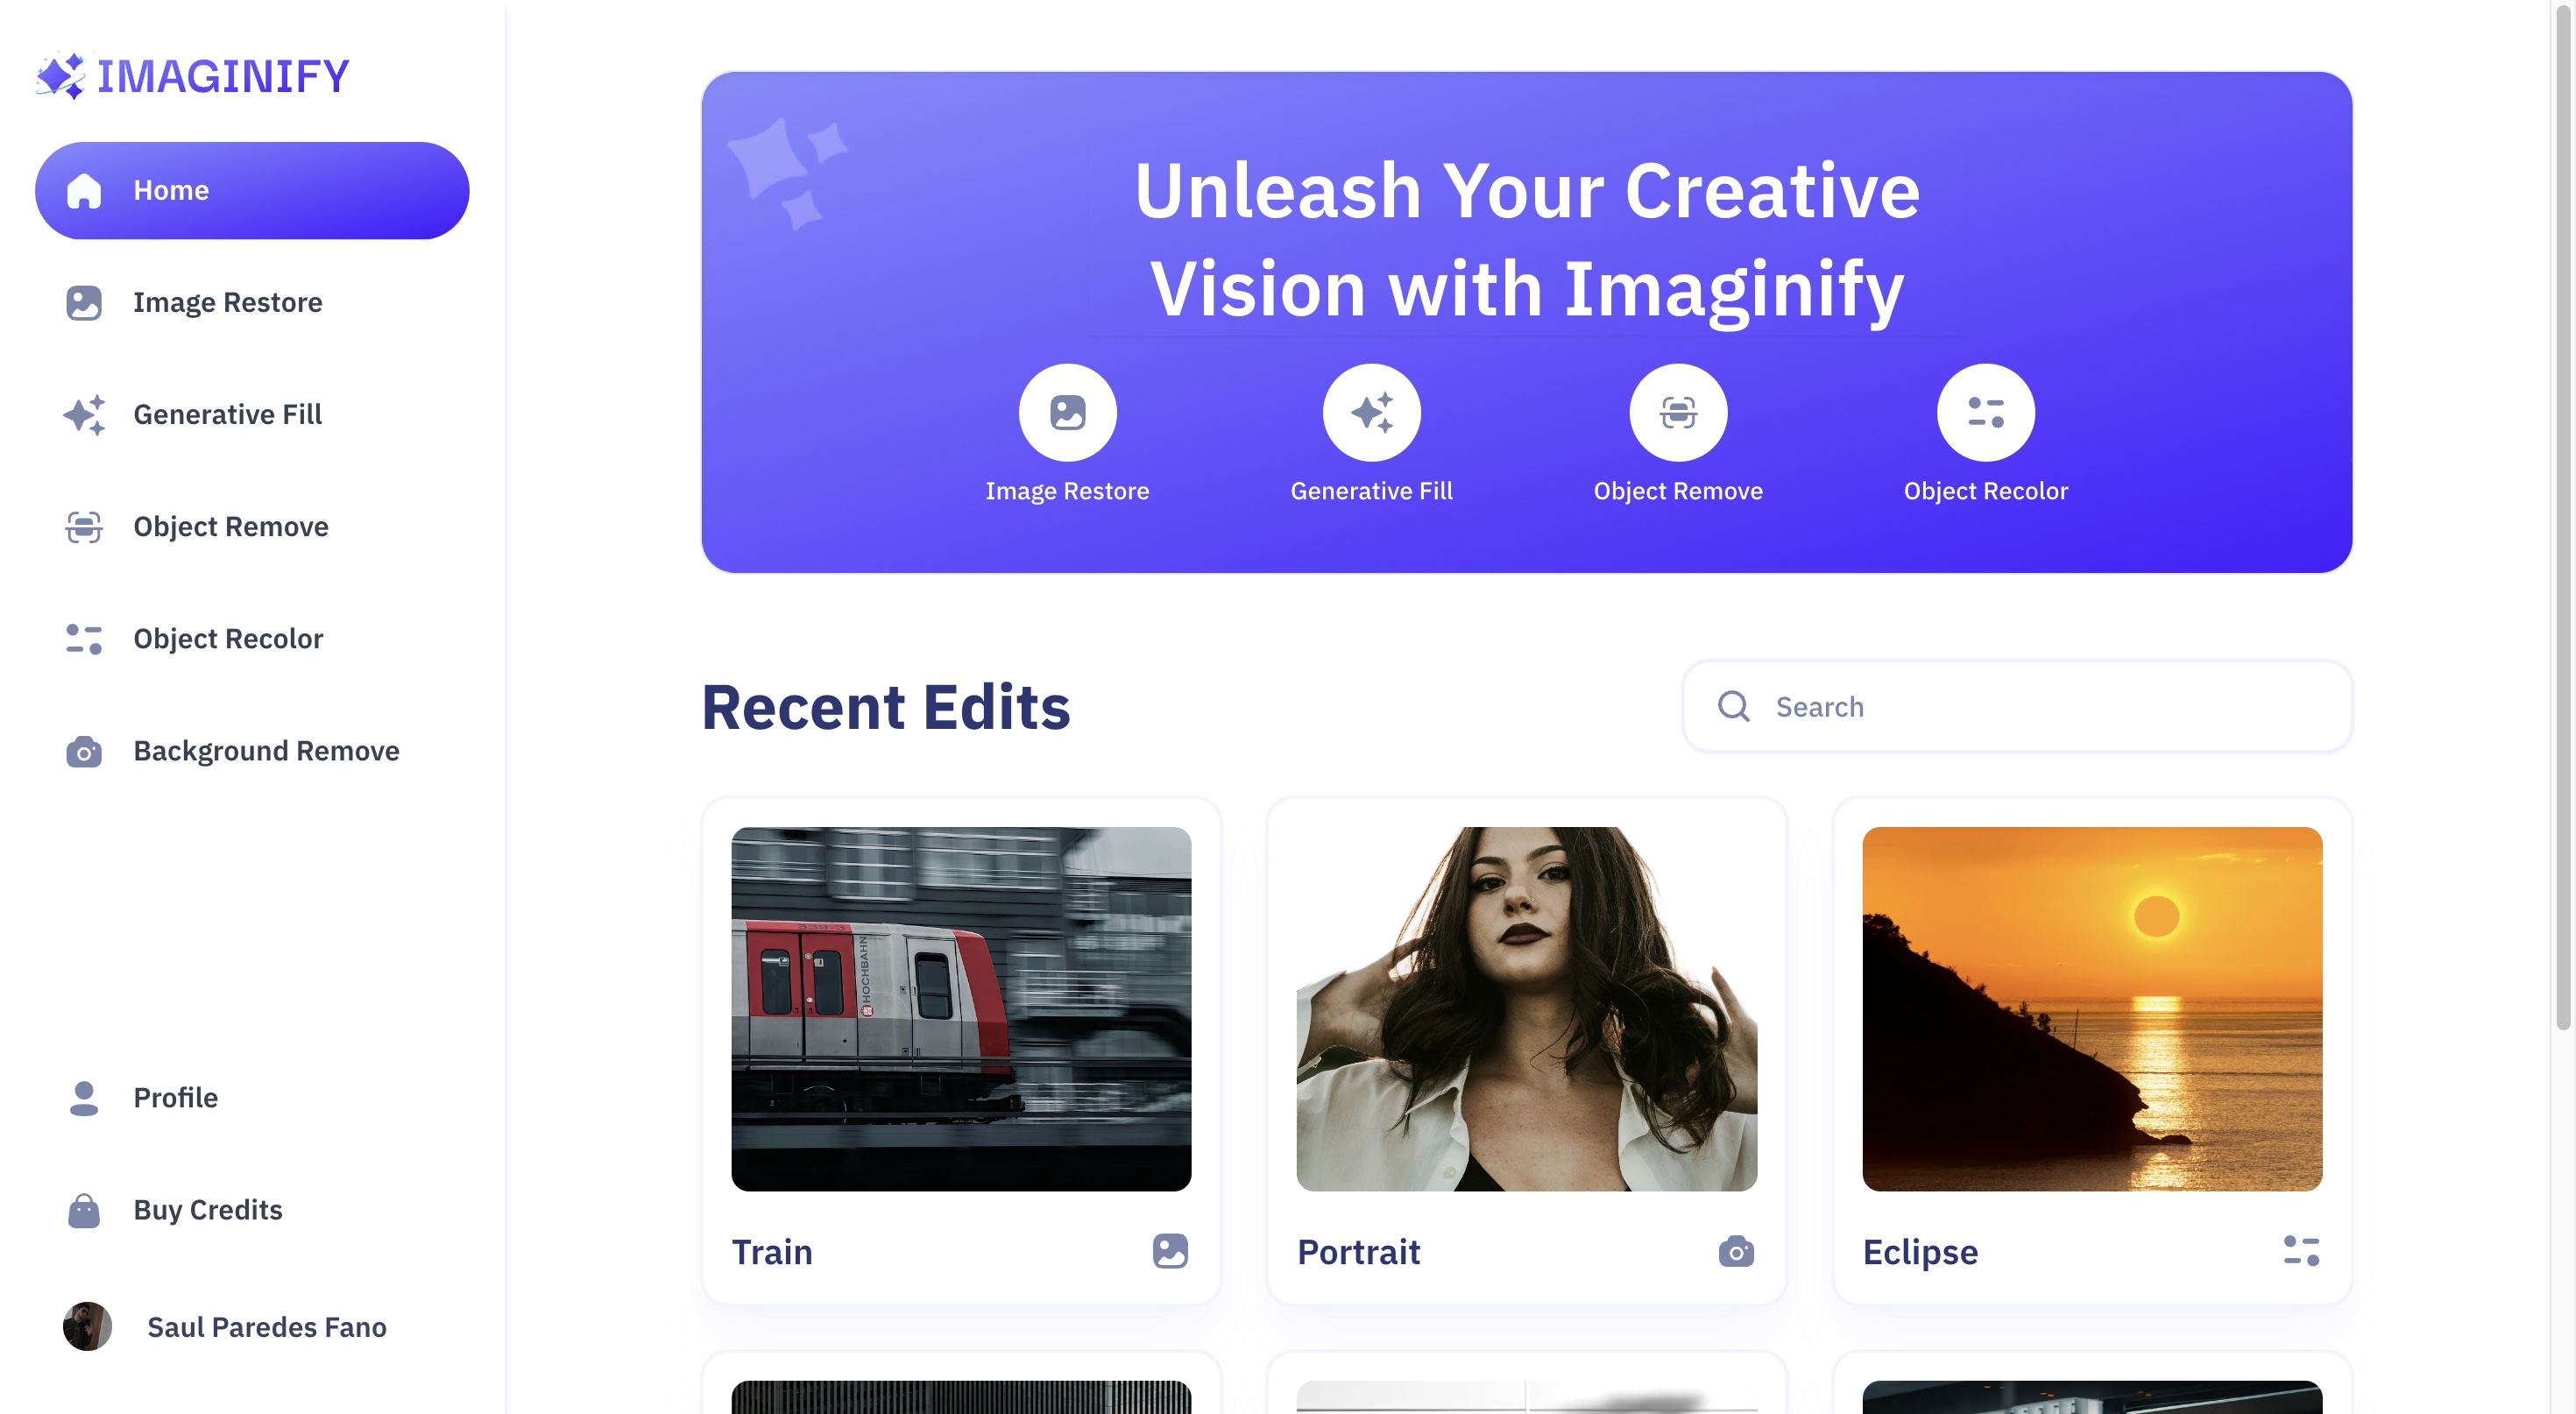 IMAGINIFY
Home
Image Restore
Generative Fill
Object Remove
Object Recolor
Background Remove
Profile
Buy Credits
Saul Paredes Fano
Unleash Your Creative
Vision with Imaginify
Image Restore
Generative Fill
Object Remove
Object Recolor
Recent Edits
Search
339-3
HOCHBAHN
Train
Portrait
Eclipse